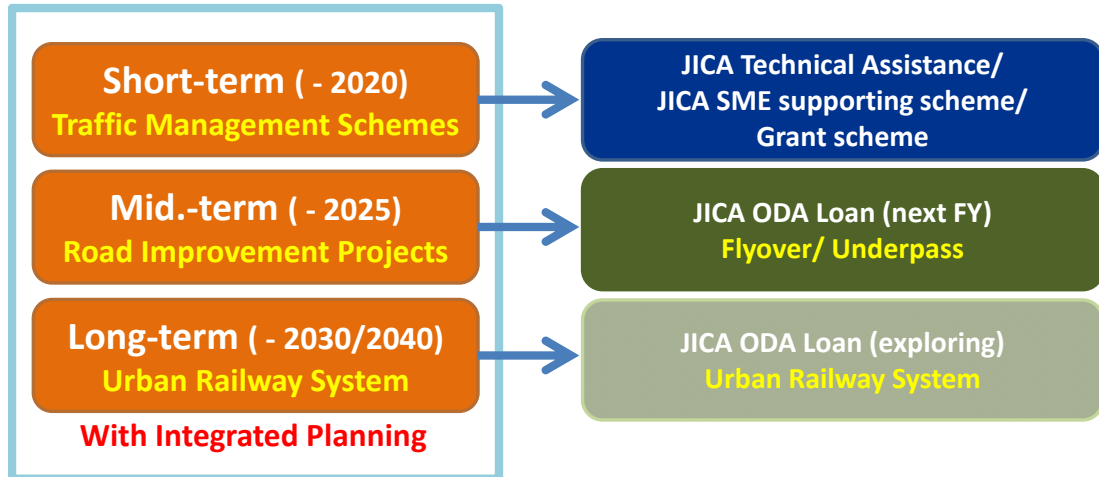 Short-term ( - 2020)
Traffic Management Schemes
JICA Technical Assistance/
JICA SME supporting scheme/
Grant scheme
Mid.-term ( - 2025)
Road Improvement Projects
JICA ODA Loan (next FY)
Flyover/ Underpass
Long-term ( - 2030/2040)
Urban Railway System
JICA ODA Loan (exploring)
Urban Railway System
With Integrated Planning